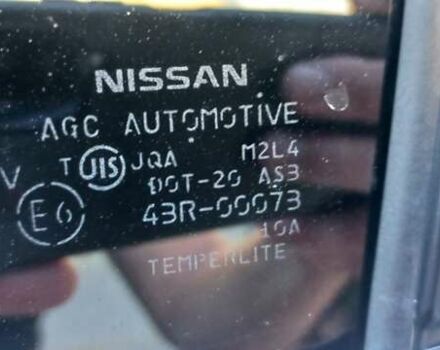 NISSAN
AGC AUTOMOTIVE
V T JIS JQA M2L4
DOT-20 AS3
E6 43R-00073
10A
TEMPERLITE